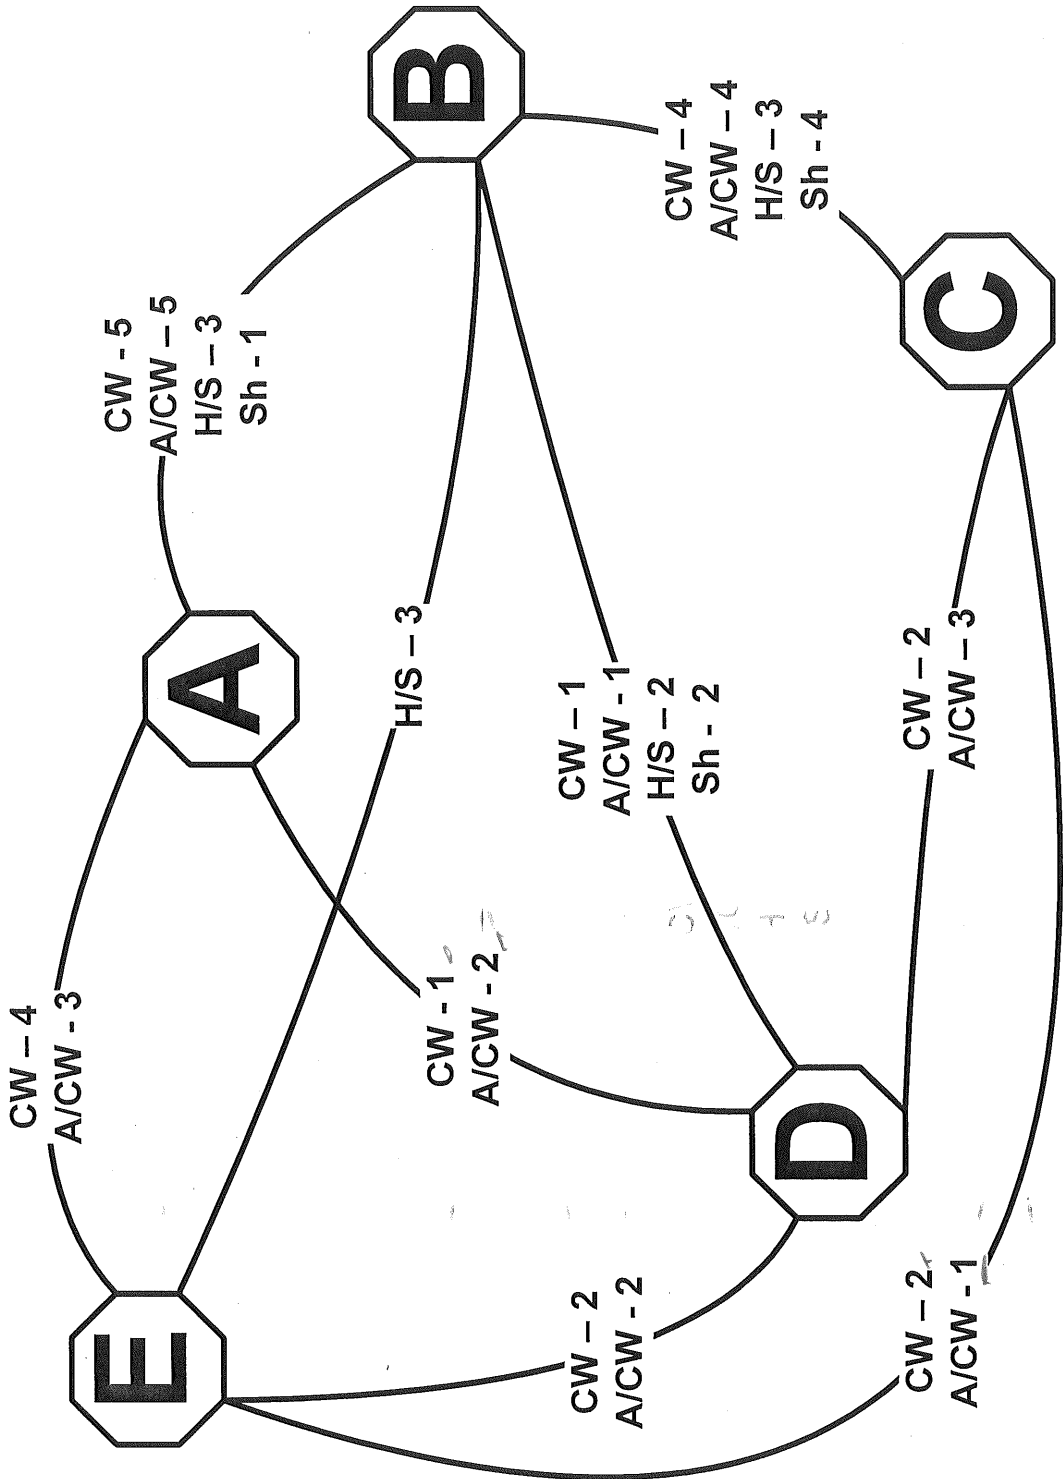 CW – 4
A/CW - 3
CW - 5
A/CW – 5
H/S – 3
Sh - 1
E
A
H/S – 3
B
CW - 1
A/CW - 2
CW – 1
A/CW - 1
H/S – 2
Sh - 2
CW – 2
A/CW - 2
CW – 4
A/CW – 4
H/S – 3
Sh - 4
D
CW – 2
A/CW - 1
CW – 2
A/CW – 3
C